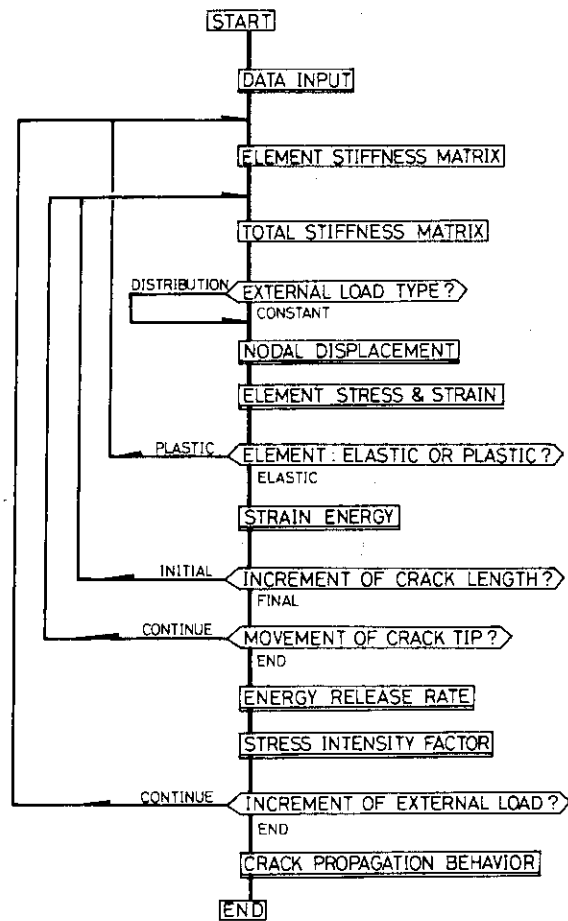 START
DATA INPUT
ELEMENT STIFFNESS MATRIX
TOTAL STIFFNESS MATRIX
DISTRIBUTION
EXTERNAL LOAD TYPE?
CONSTANT
NODAL DISPLACEMENT
ELEMENT STRESS & STRAIN
PLASTIC
ELEMENT : ELASTIC OR PLASTIC?
ELASTIC
STRAIN ENERGY
INITIAL
INCREMENT OF CRACK LENGTH?
FINAL
CONTINUE
MOVEMENT OF CRACK TIP?
END
ENERGY RELEASE RATE
STRESS INTENSITY FACTOR
CONTINUE
INCREMENT OF EXTERNAL LOAD?
END
CRACK PROPAGATION BEHAVIOR
END